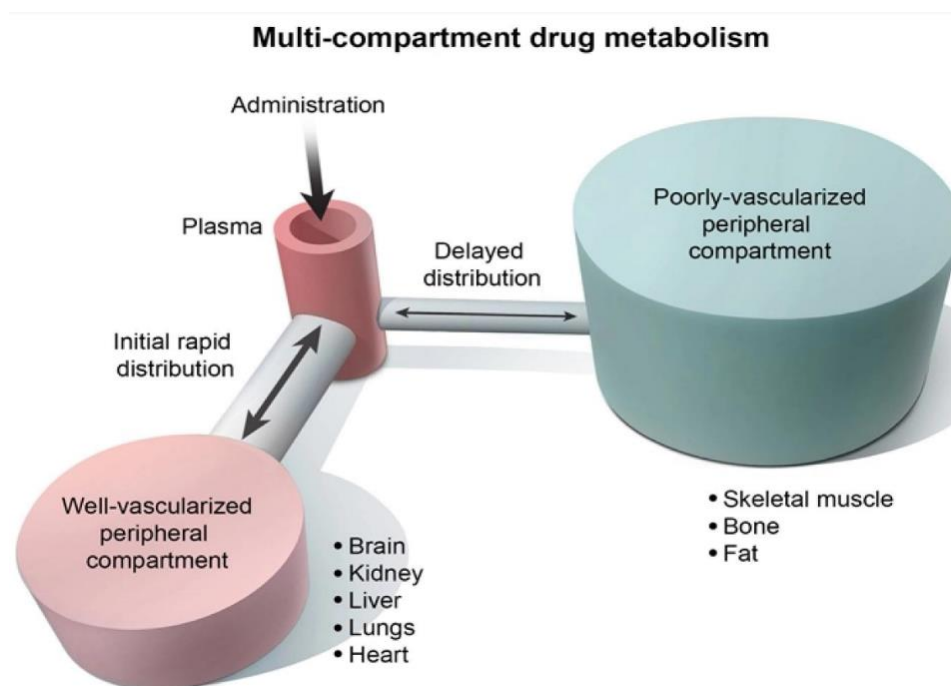 Multi-compartment drug metabolism
Administration
Plasma
Delayed
distribution
Poorly-vascularized
peripheral
compartment
Initial rapid
distribution
Well-vascularized
peripheral
compartment
• Brain
• Kidney
• Liver
• Lungs
• Heart
• Skeletal muscle
• Bone
• Fat